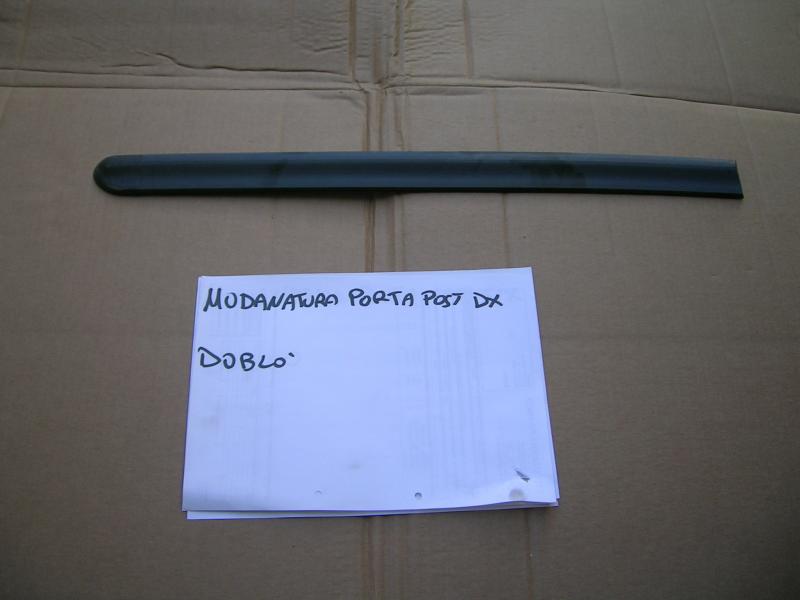 MODANATURA PORTA POST DX
DOBLO'